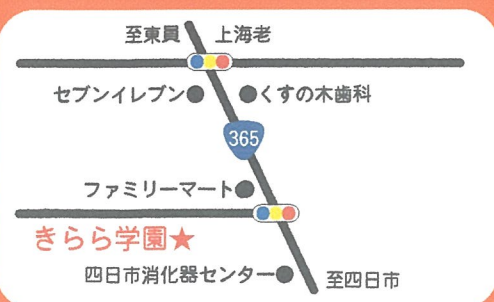 至東員 上海老
セブンイレブン くすの木歯科
365
ファミリーマート
きらら学園★
四日市消化器センター 至四日市